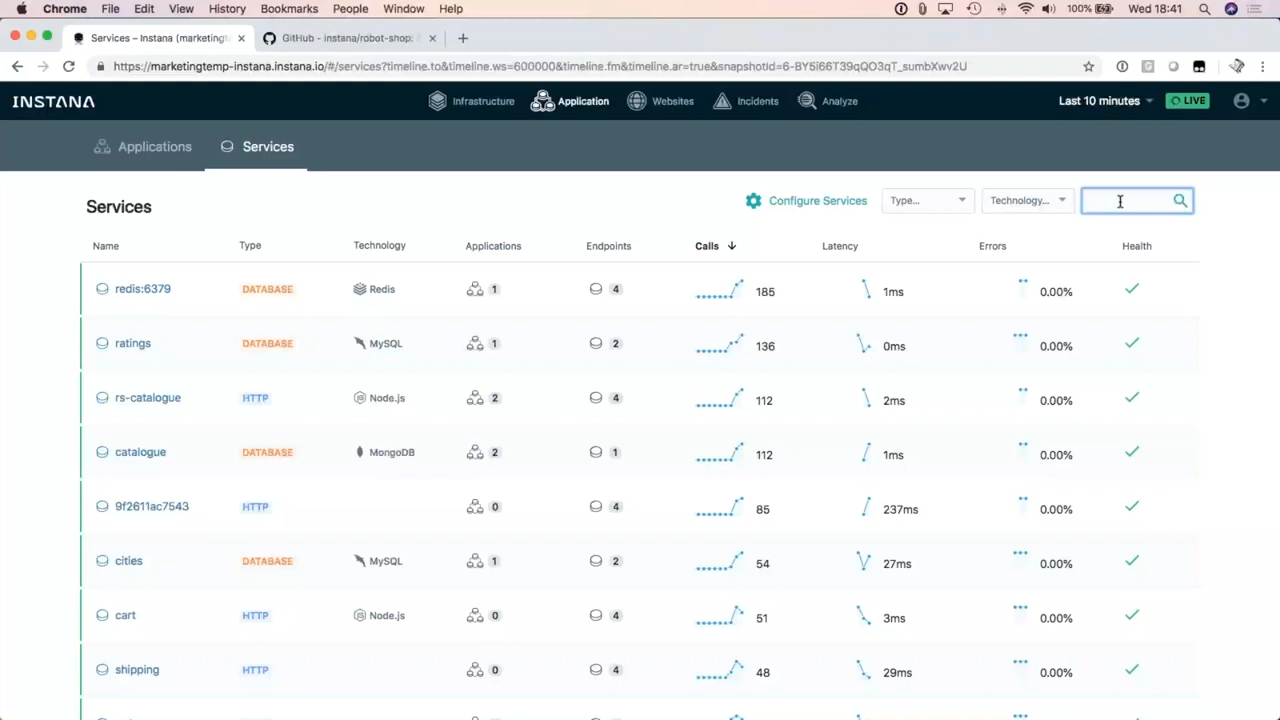 Chrome File Edit View History Bookmarks People Window Help 100% Wed 18:41
Services – Instana (marketingt
GitHub - instana/robot-shop:
https://marketingtemp-instana.instana.io/#/services?timeline.to&timeline.ws=600000&timeline.fm&timeline.ar=true&snapshotId=6-BY5i66T39qQO3qT_sumbXwv2U
INSTANA Infrastructure Application Websites Incidents Analyze Last 10 minutes LIVE
Applications Services
Services Configure Services Type... Technology...
Name Type Technology Applications Endpoints Calls Latency Errors Health
redis:6379 DATABASE Redis 1 4 185 1ms 0.00%
ratings DATABASE MySQL 1 2 136 0ms 0.00%
rs-catalogue HTTP Node.js 2 4 112 2ms 0.00%
catalogue DATABASE MongoDB 2 1 112 1ms 0.00%
9f2611ac7543 HTTP 0 4 85 237ms 0.00%
cities DATABASE MySQL 1 2 54 27ms 0.00%
cart HTTP Node.js 0 4 51 3ms 0.00%
shipping HTTP 0 4 48 29ms 0.00%